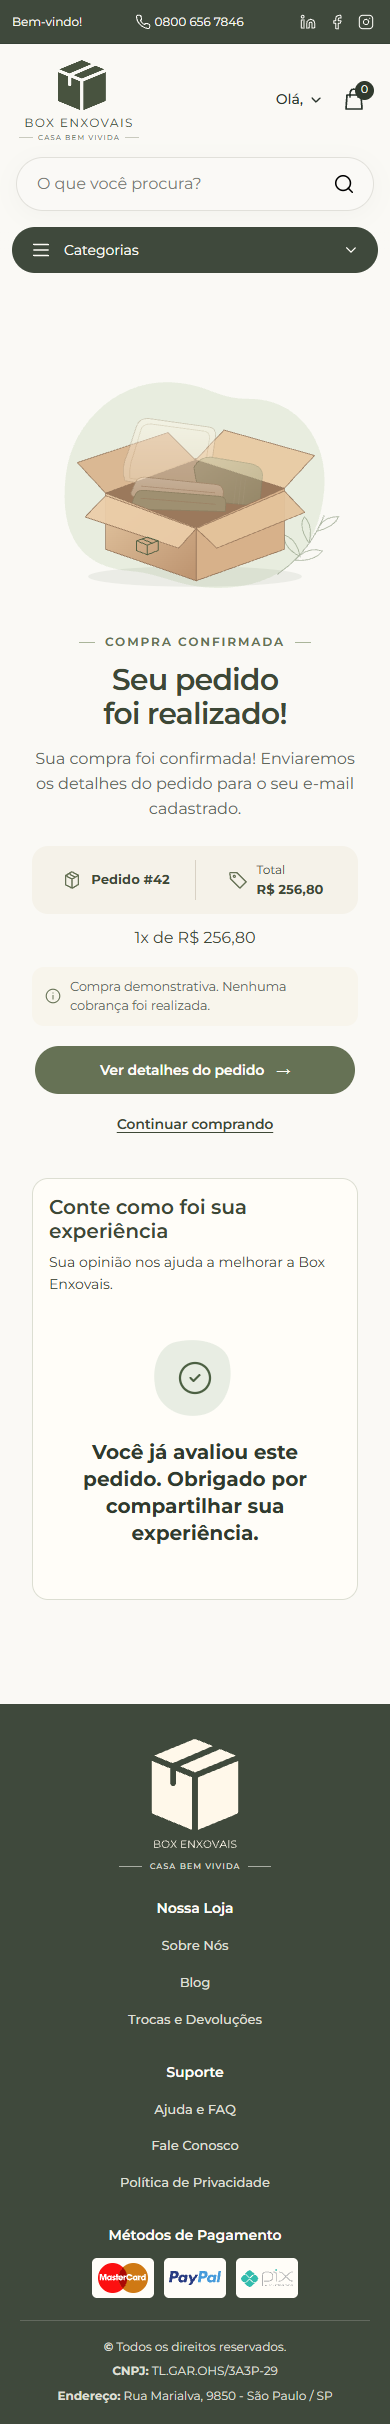 Bem-vindo!
0800 656 7846
BOX ENXOVAIS
CASA BEM VIVIDA
Olá,
0
O que você procura?
Categorias
COMPRA CONFIRMADA
Seu pedido
foi realizado!
Sua compra foi confirmada! Enviaremos
os detalhes do pedido para o seu e-mail
cadastrado.
Pedido #42
Total
R$ 256,80
1x de R$ 256,80
Compra demonstrativa. Nenhuma
cobrança foi realizada.
Ver detalhes do pedido →
Continuar comprando
Conte como foi sua
experiência
Sua opinião nos ajuda a melhorar a Box
Enxovais.
Você já avaliou este
pedido. Obrigado por
compartilhar sua
experiência.
BOX ENXOVAIS
CASA BEM VIVIDA
Nossa Loja
Sobre Nós
Blog
Trocas e Devoluções
Suporte
Ajuda e FAQ
Fale Conosco
Política de Privacidade
Métodos de Pagamento
MasterCard
PayPal
pix
© Todos os direitos reservados.
CNPJ: TL.GAR.OHS/3A3P-29
Endereço: Rua Marialva, 9850 - São Paulo / SP